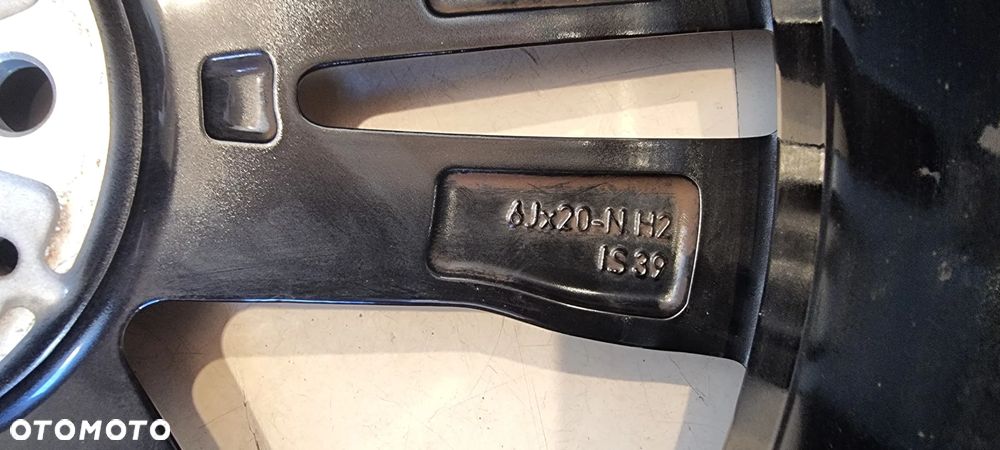 6Jx20-N H2
IS 39
OTOMOTO